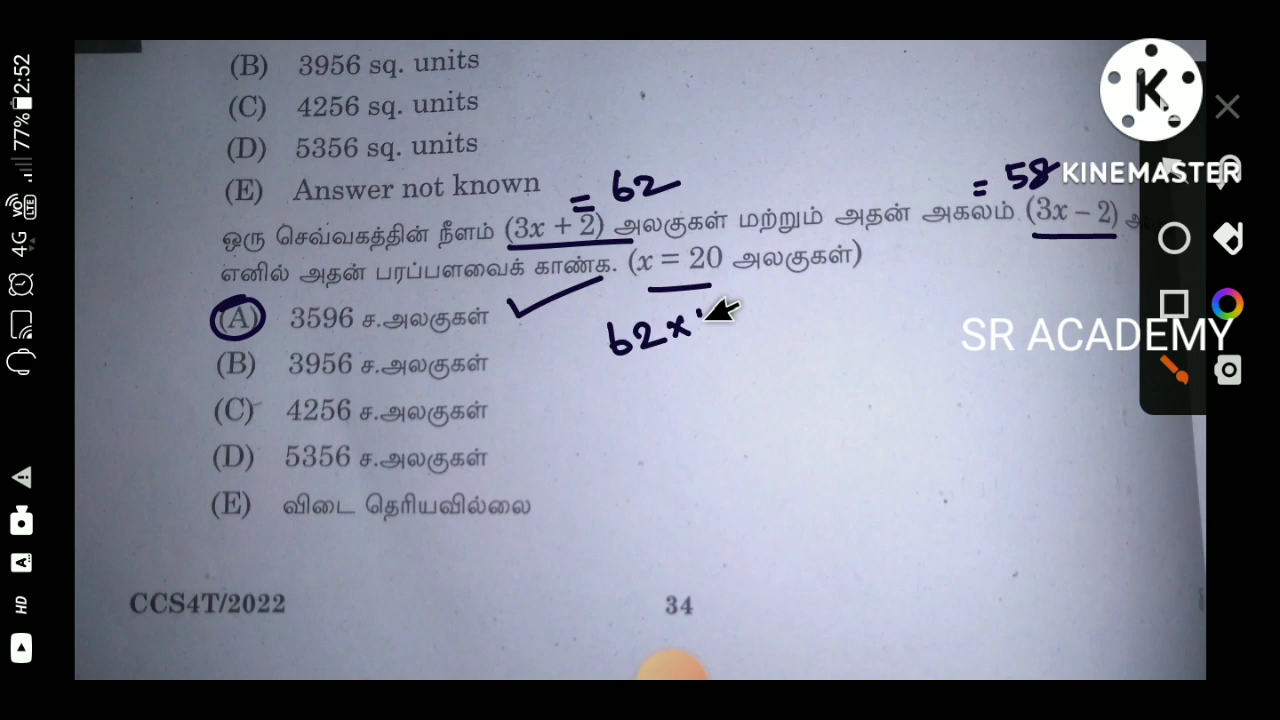 (B) 3956 sq. units
(C) 4256 sq. units
(D) 5356 sq. units
(E) Answer not known
= 62
= 58
ஒரு செவ்வகத்தின் நீளம் (3x + 2) அலகுகள் மற்றும் அதன் அகலம் (3x – 2)
எனில் அதன் பரப்பளவைக் காண்க. (x = 20 அலகுகள்)
(A) 3596 ச.அலகுகள்
62 x
(B) 3956 ச.அலகுகள்
(C) 4256 ச.அலகுகள்
(D) 5356 ச.அலகுகள்
(E) விடை தெரியவில்லை
CCS4T/2022
34
K
KINEMASTER
SR ACADEMY
2:52
77%
4G
VO LTE
A
HD